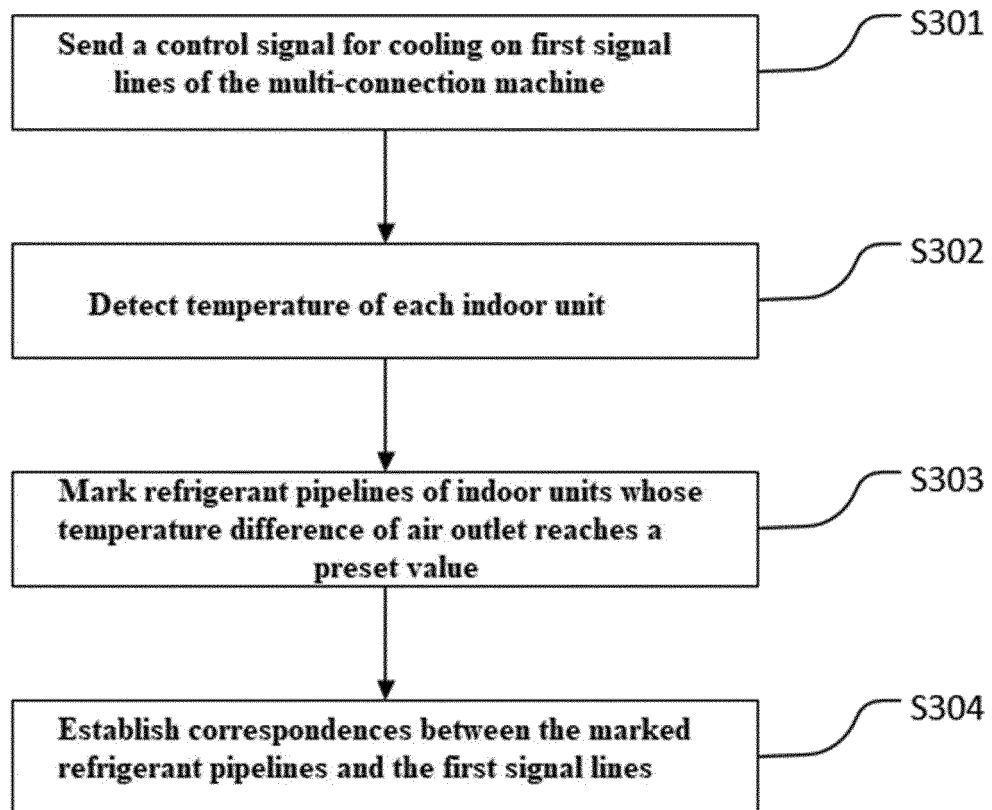 Send a control signal for cooling on first signal
lines of the multi-connection machine
S301
Detect temperature of each indoor unit
S302
Mark refrigerant pipelines of indoor units whose
temperature difference of air outlet reaches a
preset value
S303
Establish correspondences between the marked
refrigerant pipelines and the first signal lines
S304